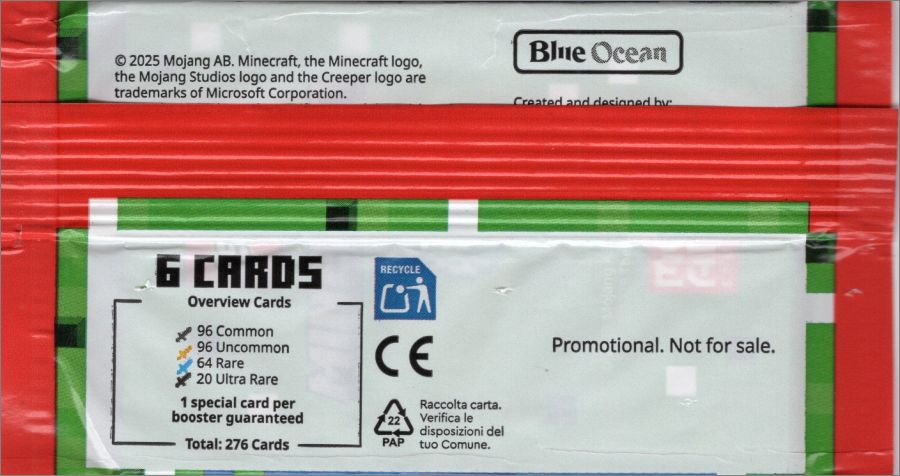 © 2025 Mojang AB. Minecraft, the Minecraft logo,
the Mojang Studios logo and the Creeper logo are
trademarks of Microsoft Corporation.
Blue Ocean
Created and designed by:
6 CARDS
Overview Cards
96 Common
96 Uncommon
64 Rare
20 Ultra Rare
1 special card per
booster guaranteed
Total: 276 Cards
RECYCLE
CE
22
PAP
Raccolta carta.
Verifica le
disposizioni del
tuo Comune.
Promotional. Not for sale.